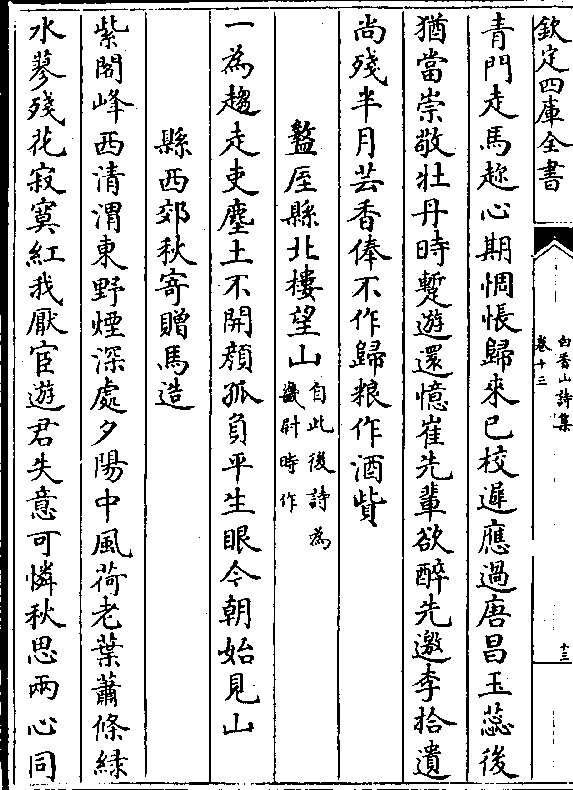 欽定四庫全書
白香山詩集
卷十三
十三
青門走馬趂心期惆悵歸來已校遲應過唐昌玉蕊後
猶當崇敬牡丹時蹔遊還憶崔先輩欲醉先邀李拾遺
尚殘半月芸香俸不作歸粮作酒貲
盩厔縣北樓望山自此後詩為
畿尉時作
一為趨走吏塵土不開顔孤負平生眼今朝始見山
縣西郊秋寄贈馬造
紫閣峰西清渭東野煙深處夕陽中風荷老葉蕭條緑
水蓼殘花寂寞紅我厭宦遊君失意可憐秋思兩心同